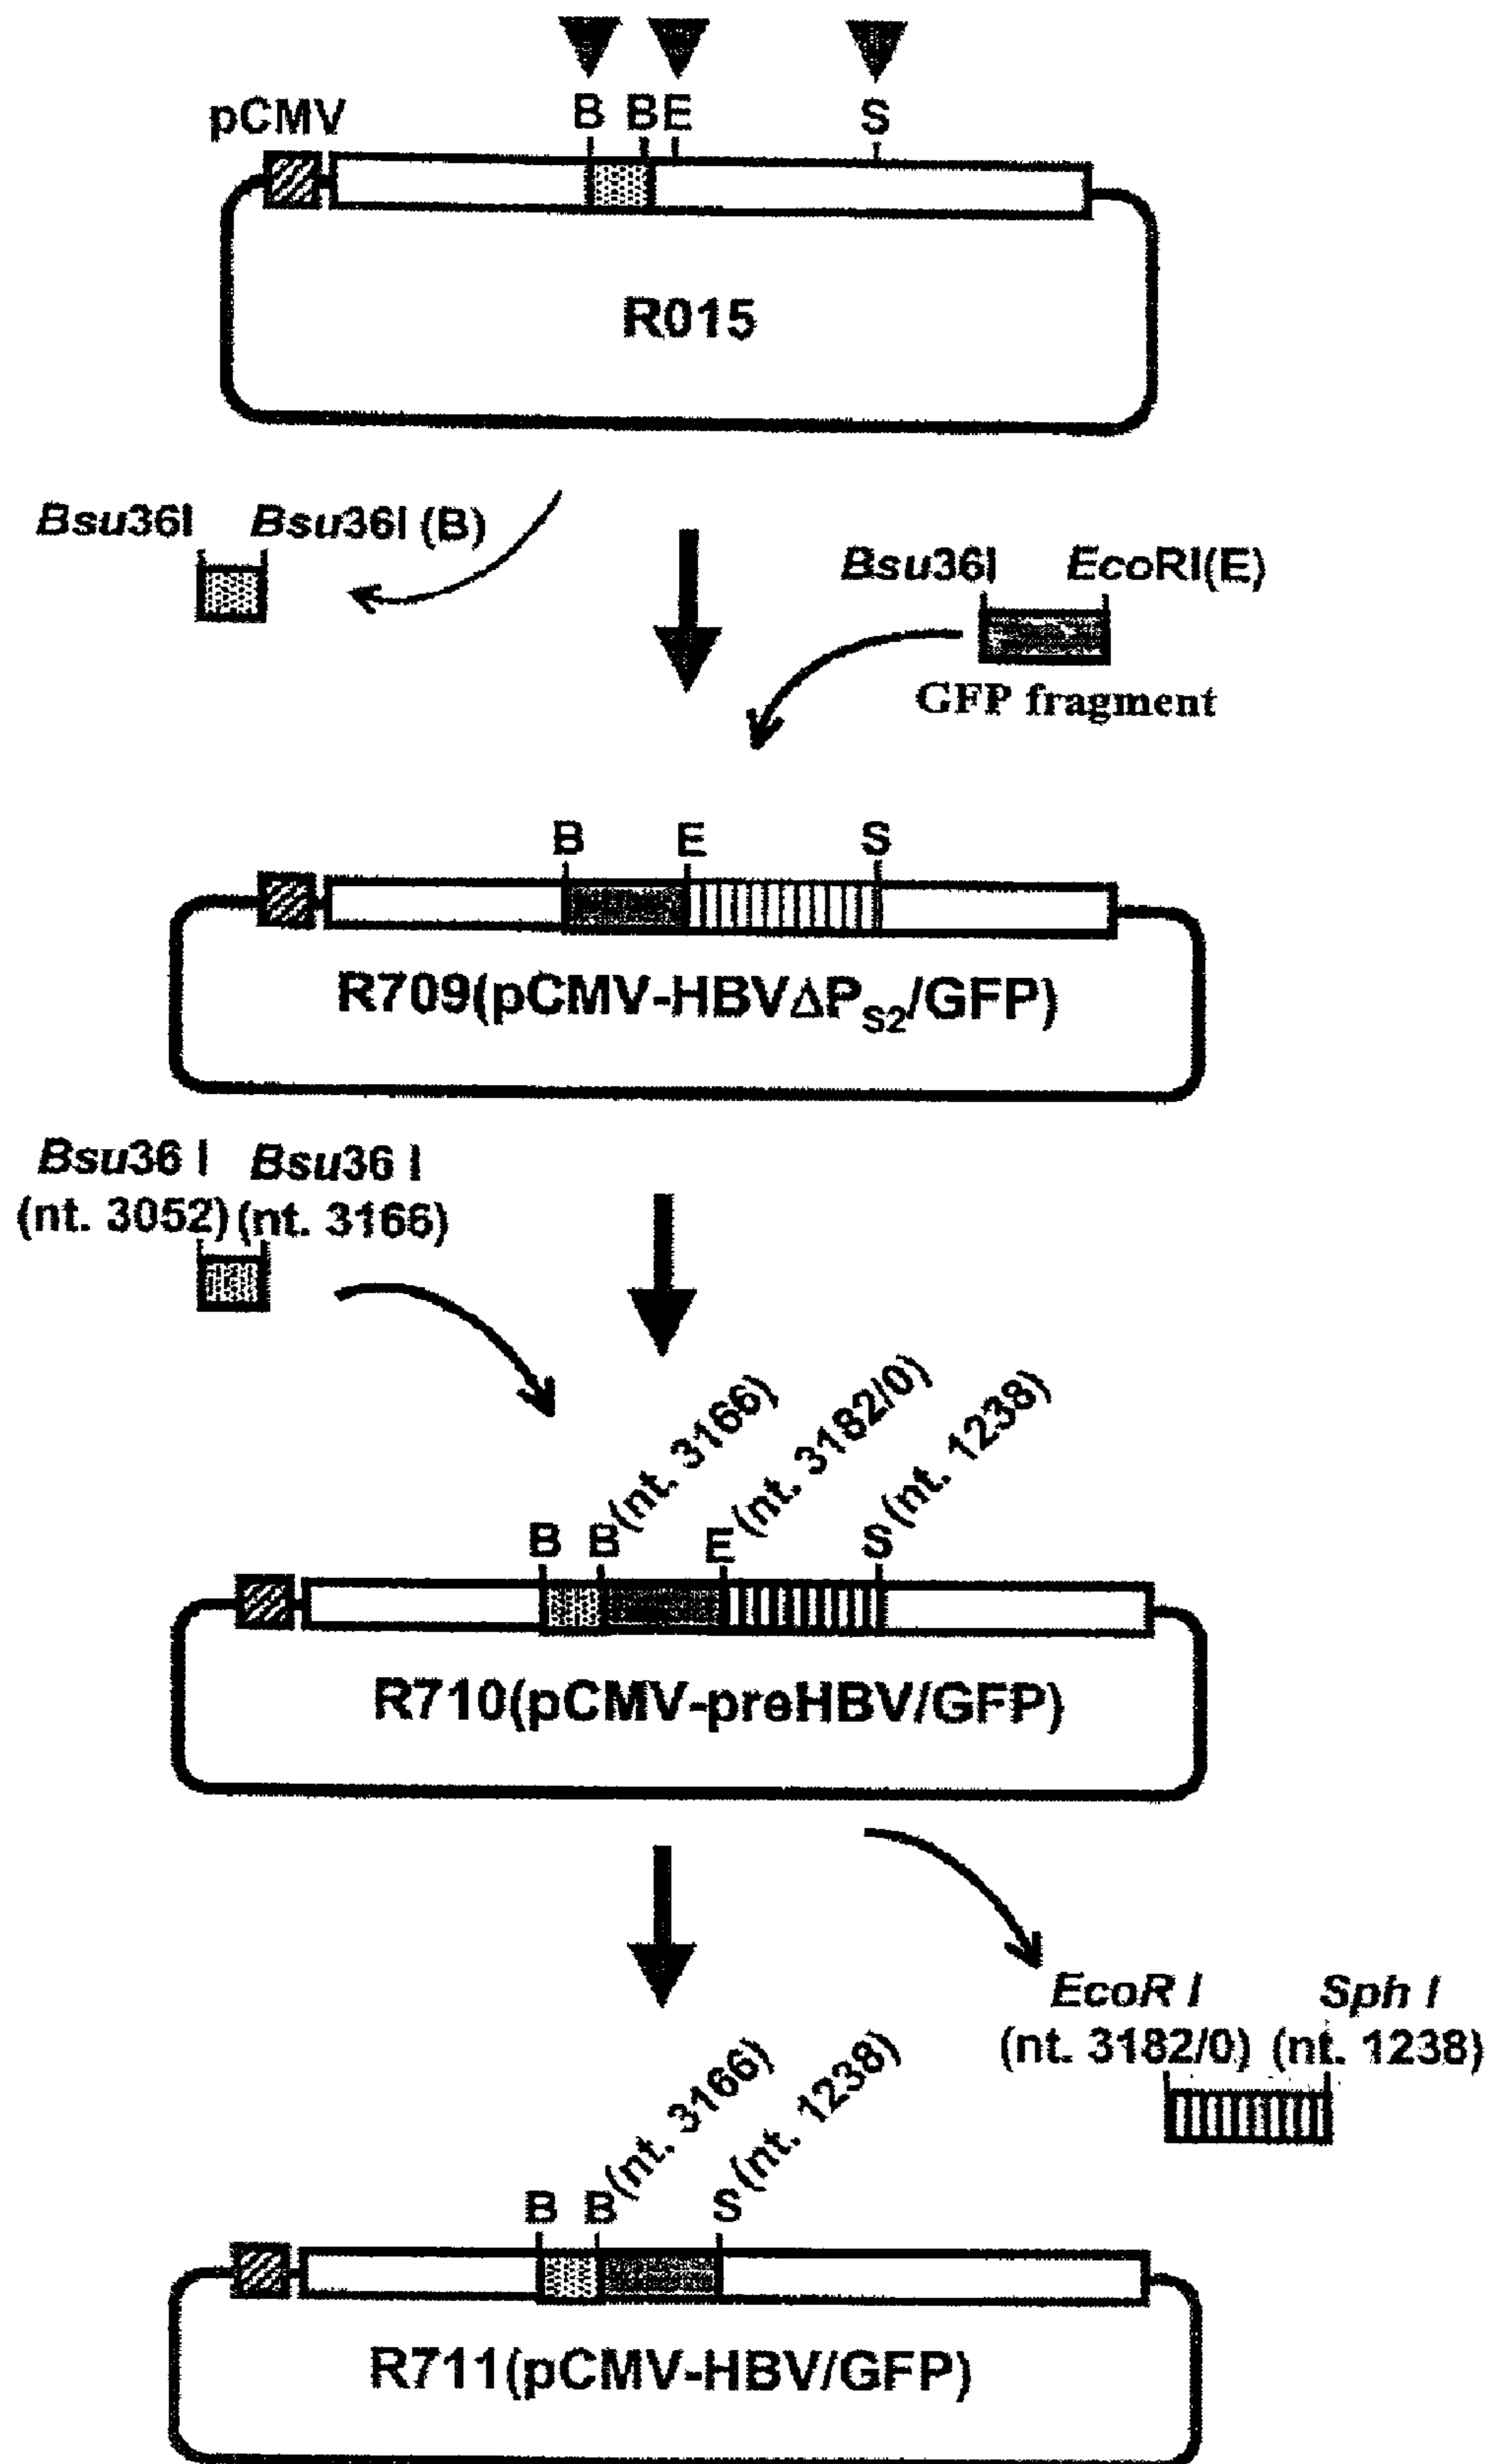 pCMV
B B E S
R015
Bsu36I Bsu36I (B)
Bsu36I EcoRI(E)
GFP fragment
B E S
R709(pCMV-HBVΔPS2/GFP)
Bsu36 I Bsu36 I
(nt. 3052) (nt. 3166)
B B(nt. 3166) E(nt. 3182/0) S(nt. 1238)
R710(pCMV-preHBV/GFP)
EcoR I Sph I
(nt. 3182/0) (nt. 1238)
B B(nt. 3166) S(nt. 1238)
R711(pCMV-HBV/GFP)